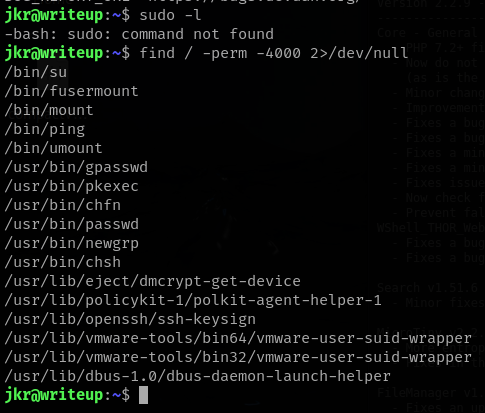 jkr@writeup:~$ sudo -l
-bash: sudo: command not found
jkr@writeup:~$ find / -perm -4000 2>/dev/null
/bin/su
/bin/fusermount
/bin/mount
/bin/ping
/bin/umount
/usr/bin/gpasswd
/usr/bin/pkexec
/usr/bin/chfn
/usr/bin/passwd
/usr/bin/newgrp
/usr/bin/chsh
/usr/lib/eject/dmcrypt-get-device
/usr/lib/policykit-1/polkit-agent-helper-1
/usr/lib/openssh/ssh-keysign
/usr/lib/vmware-tools/bin64/vmware-user-suid-wrapper
/usr/lib/vmware-tools/bin32/vmware-user-suid-wrapper
/usr/lib/dbus-1.0/dbus-daemon-launch-helper
jkr@writeup:~$